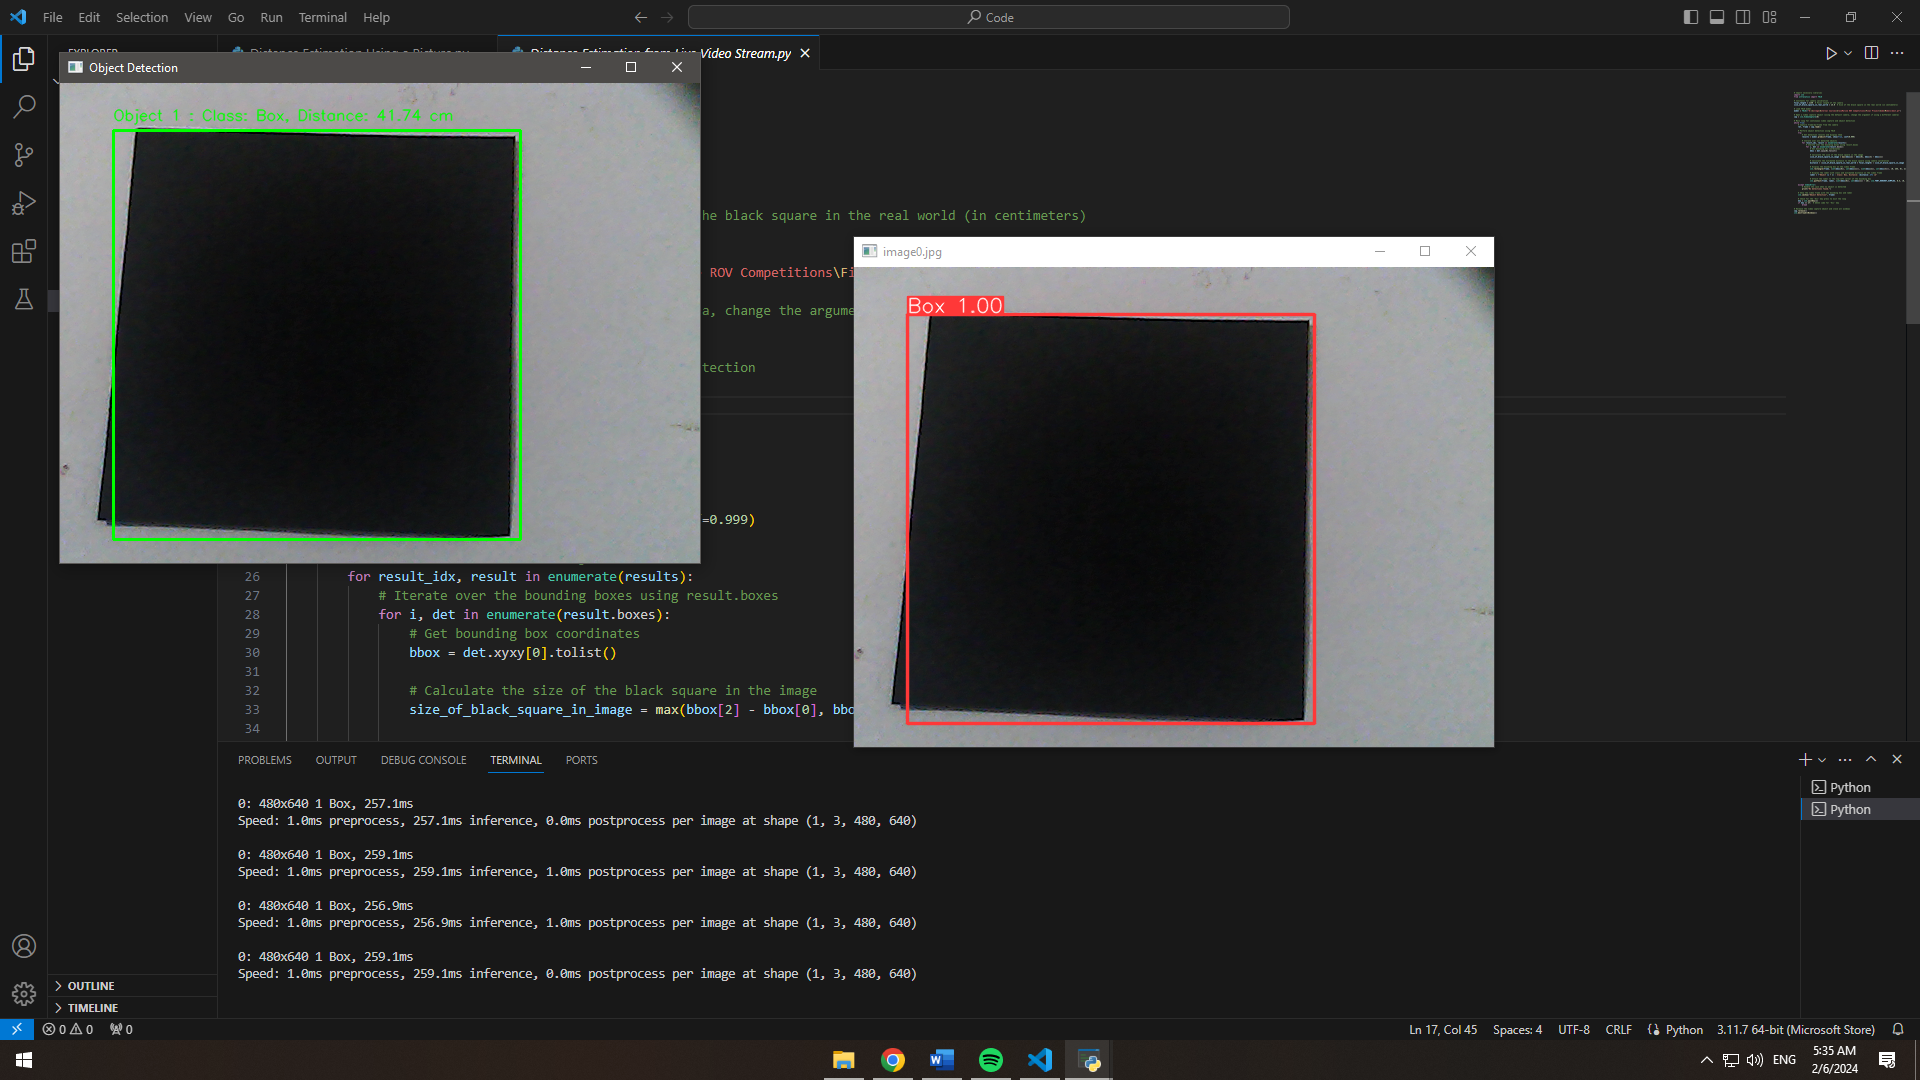 File Edit Selection View Go Run Terminal Help
Code
Distance Estimation from Live Video Stream.py
Object Detection
Object 1 : Class: Box, Distance: 41.74 cm
he black square in the real world (in centimeters)
ROV Competitions\Fi
a, change the argume
tection
=0.999)
image0.jpg
Box 1.00
26 for result_idx, result in enumerate(results):
27 # Iterate over the bounding boxes using result.boxes
28 for i, det in enumerate(result.boxes):
29 # Get bounding box coordinates
30 bbox = det.xyxy[0].tolist()
31
32 # Calculate the size of the black square in the image
33 size_of_black_square_in_image = max(bbox[2] - bbox[0], bbo
34
PROBLEMS OUTPUT DEBUG CONSOLE TERMINAL PORTS
Python
Python
0: 480x640 1 Box, 257.1ms
Speed: 1.0ms preprocess, 257.1ms inference, 0.0ms postprocess per image at shape (1, 3, 480, 640)
0: 480x640 1 Box, 259.1ms
Speed: 1.0ms preprocess, 259.1ms inference, 1.0ms postprocess per image at shape (1, 3, 480, 640)
0: 480x640 1 Box, 256.9ms
Speed: 1.0ms preprocess, 256.9ms inference, 1.0ms postprocess per image at shape (1, 3, 480, 640)
0: 480x640 1 Box, 259.1ms
Speed: 1.0ms preprocess, 259.1ms inference, 0.0ms postprocess per image at shape (1, 3, 480, 640)
OUTLINE
TIMELINE
0 0 0
Ln 17, Col 45 Spaces: 4 UTF-8 CRLF Python 3.11.7 64-bit (Microsoft Store)
ENG
5:35 AM
2/6/2024